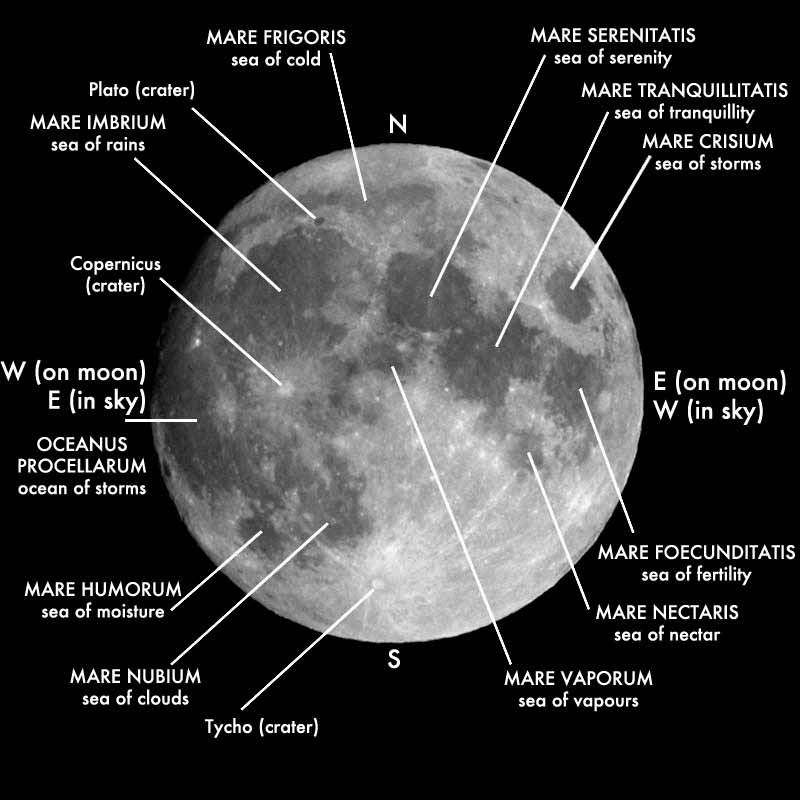 MARE FRIGORIS
sea of cold
MARE SERENITATIS
sea of serenity
Plato (crater)
MARE TRANQUILLITATIS
sea of tranquillity
MARE IMBRIUM
sea of rains
N
MARE CRISIUM
sea of storms
Copernicus
(crater)
W (on moon)
E (in sky)
E (on moon)
W (in sky)
OCEANUS
PROCELLARUM
ocean of storms
MARE FOECUNDITATIS
sea of fertility
MARE HUMORUM
sea of moisture
MARE NECTARIS
sea of nectar
S
MARE NUBIUM
sea of clouds
MARE VAPORUM
sea of vapours
Tycho (crater)